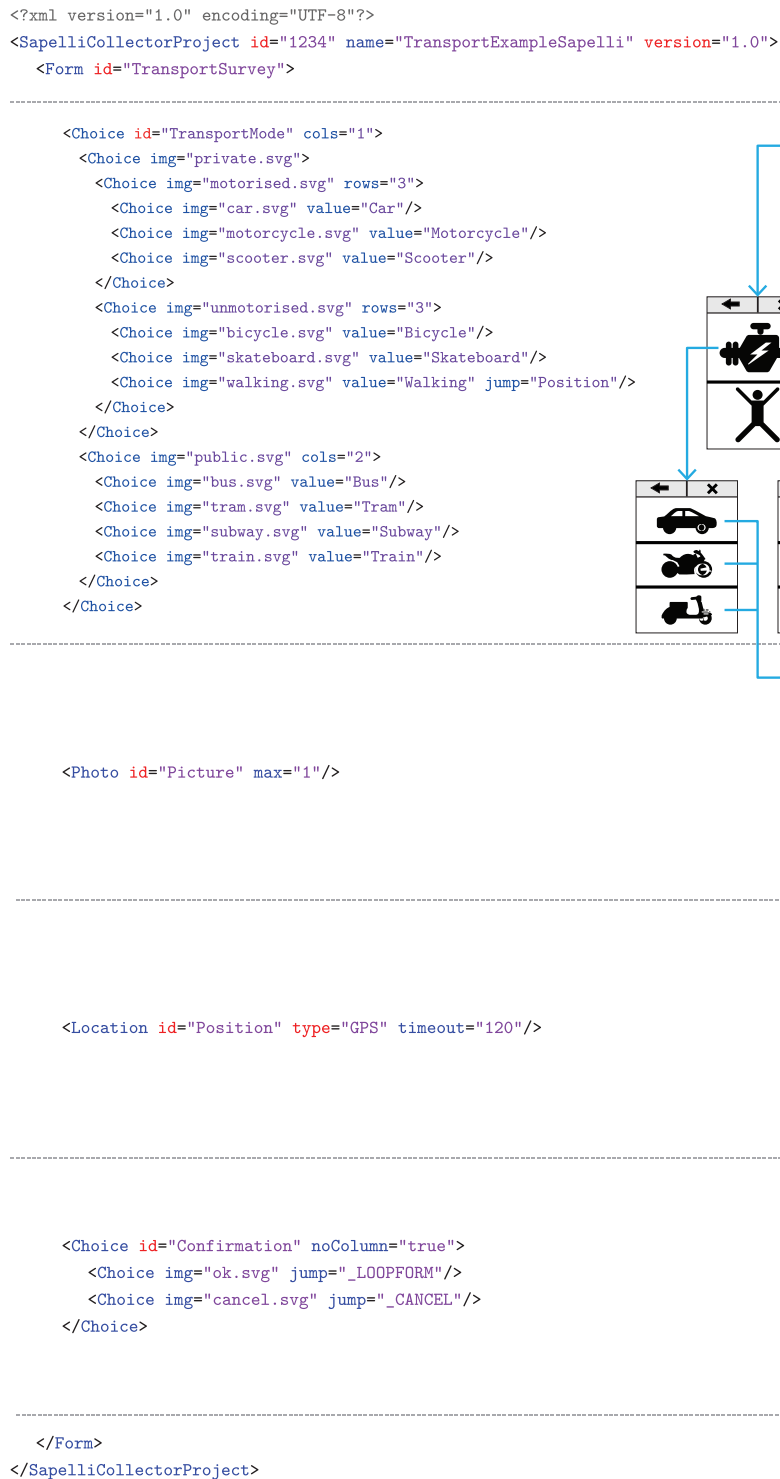 <?xml version="1.0" encoding="UTF-8"?>
<SapelliCollectorProject id="1234" name="TransportExampleSapelli" version="1.0">
<Form id="TransportSurvey">
<Choice id="TransportMode" cols="1">
<Choice img="private.svg">
<Choice img="motorised.svg" rows="3">
<Choice img="car.svg" value="Car"/>
<Choice img="motorcycle.svg" value="Motorcycle"/>
<Choice img="scooter.svg" value="Scooter"/>
</Choice>
<Choice img="unmotorised.svg" rows="3">
<Choice img="bicycle.svg" value="Bicycle"/>
<Choice img="skateboard.svg" value="Skateboard"/>
<Choice img="walking.svg" value="Walking" jump="Position"/>
</Choice>
</Choice>
<Choice img="public.svg" cols="2">
<Choice img="bus.svg" value="Bus"/>
<Choice img="tram.svg" value="Tram"/>
<Choice img="subway.svg" value="Subway"/>
<Choice img="train.svg" value="Train"/>
</Choice>
</Choice>
<Photo id="Picture" max="1"/>
<Location id="Position" type="GPS" timeout="120"/>
<Choice id="Confirmation" noColumn="true">
<Choice img="ok.svg" jump="_LOOPFORM"/>
<Choice img="cancel.svg" jump="_CANCEL"/>
</Choice>
</Form>
</SapelliCollectorProject>